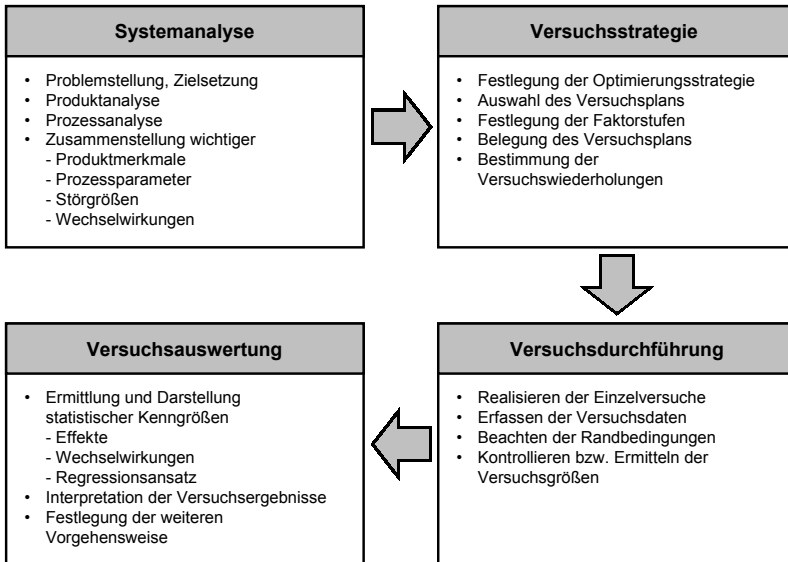 Systemanalyse
• Problemstellung, Zielsetzung
• Produktanalyse
• Prozessanalyse
• Zusammenstellung wichtiger
- Produktmerkmale
- Prozessparameter
- Störgrößen
- Wechselwirkungen
Versuchsstrategie
• Festlegung der Optimierungsstrategie
• Auswahl des Versuchsplans
• Festlegung der Faktorstufen
• Belegung des Versuchsplans
• Bestimmung der
Versuchswiederholungen
Versuchsdurchführung
• Realisieren der Einzelversuche
• Erfassen der Versuchsdaten
• Beachten der Randbedingungen
• Kontrollieren bzw. Ermitteln der
Versuchsgrößen
Versuchsauswertung
• Ermittlung und Darstellung
statistischer Kenngrößen
- Effekte
- Wechselwirkungen
- Regressionsansatz
• Interpretation der Versuchsergebnisse
• Festlegung der weiteren
Vorgehensweise